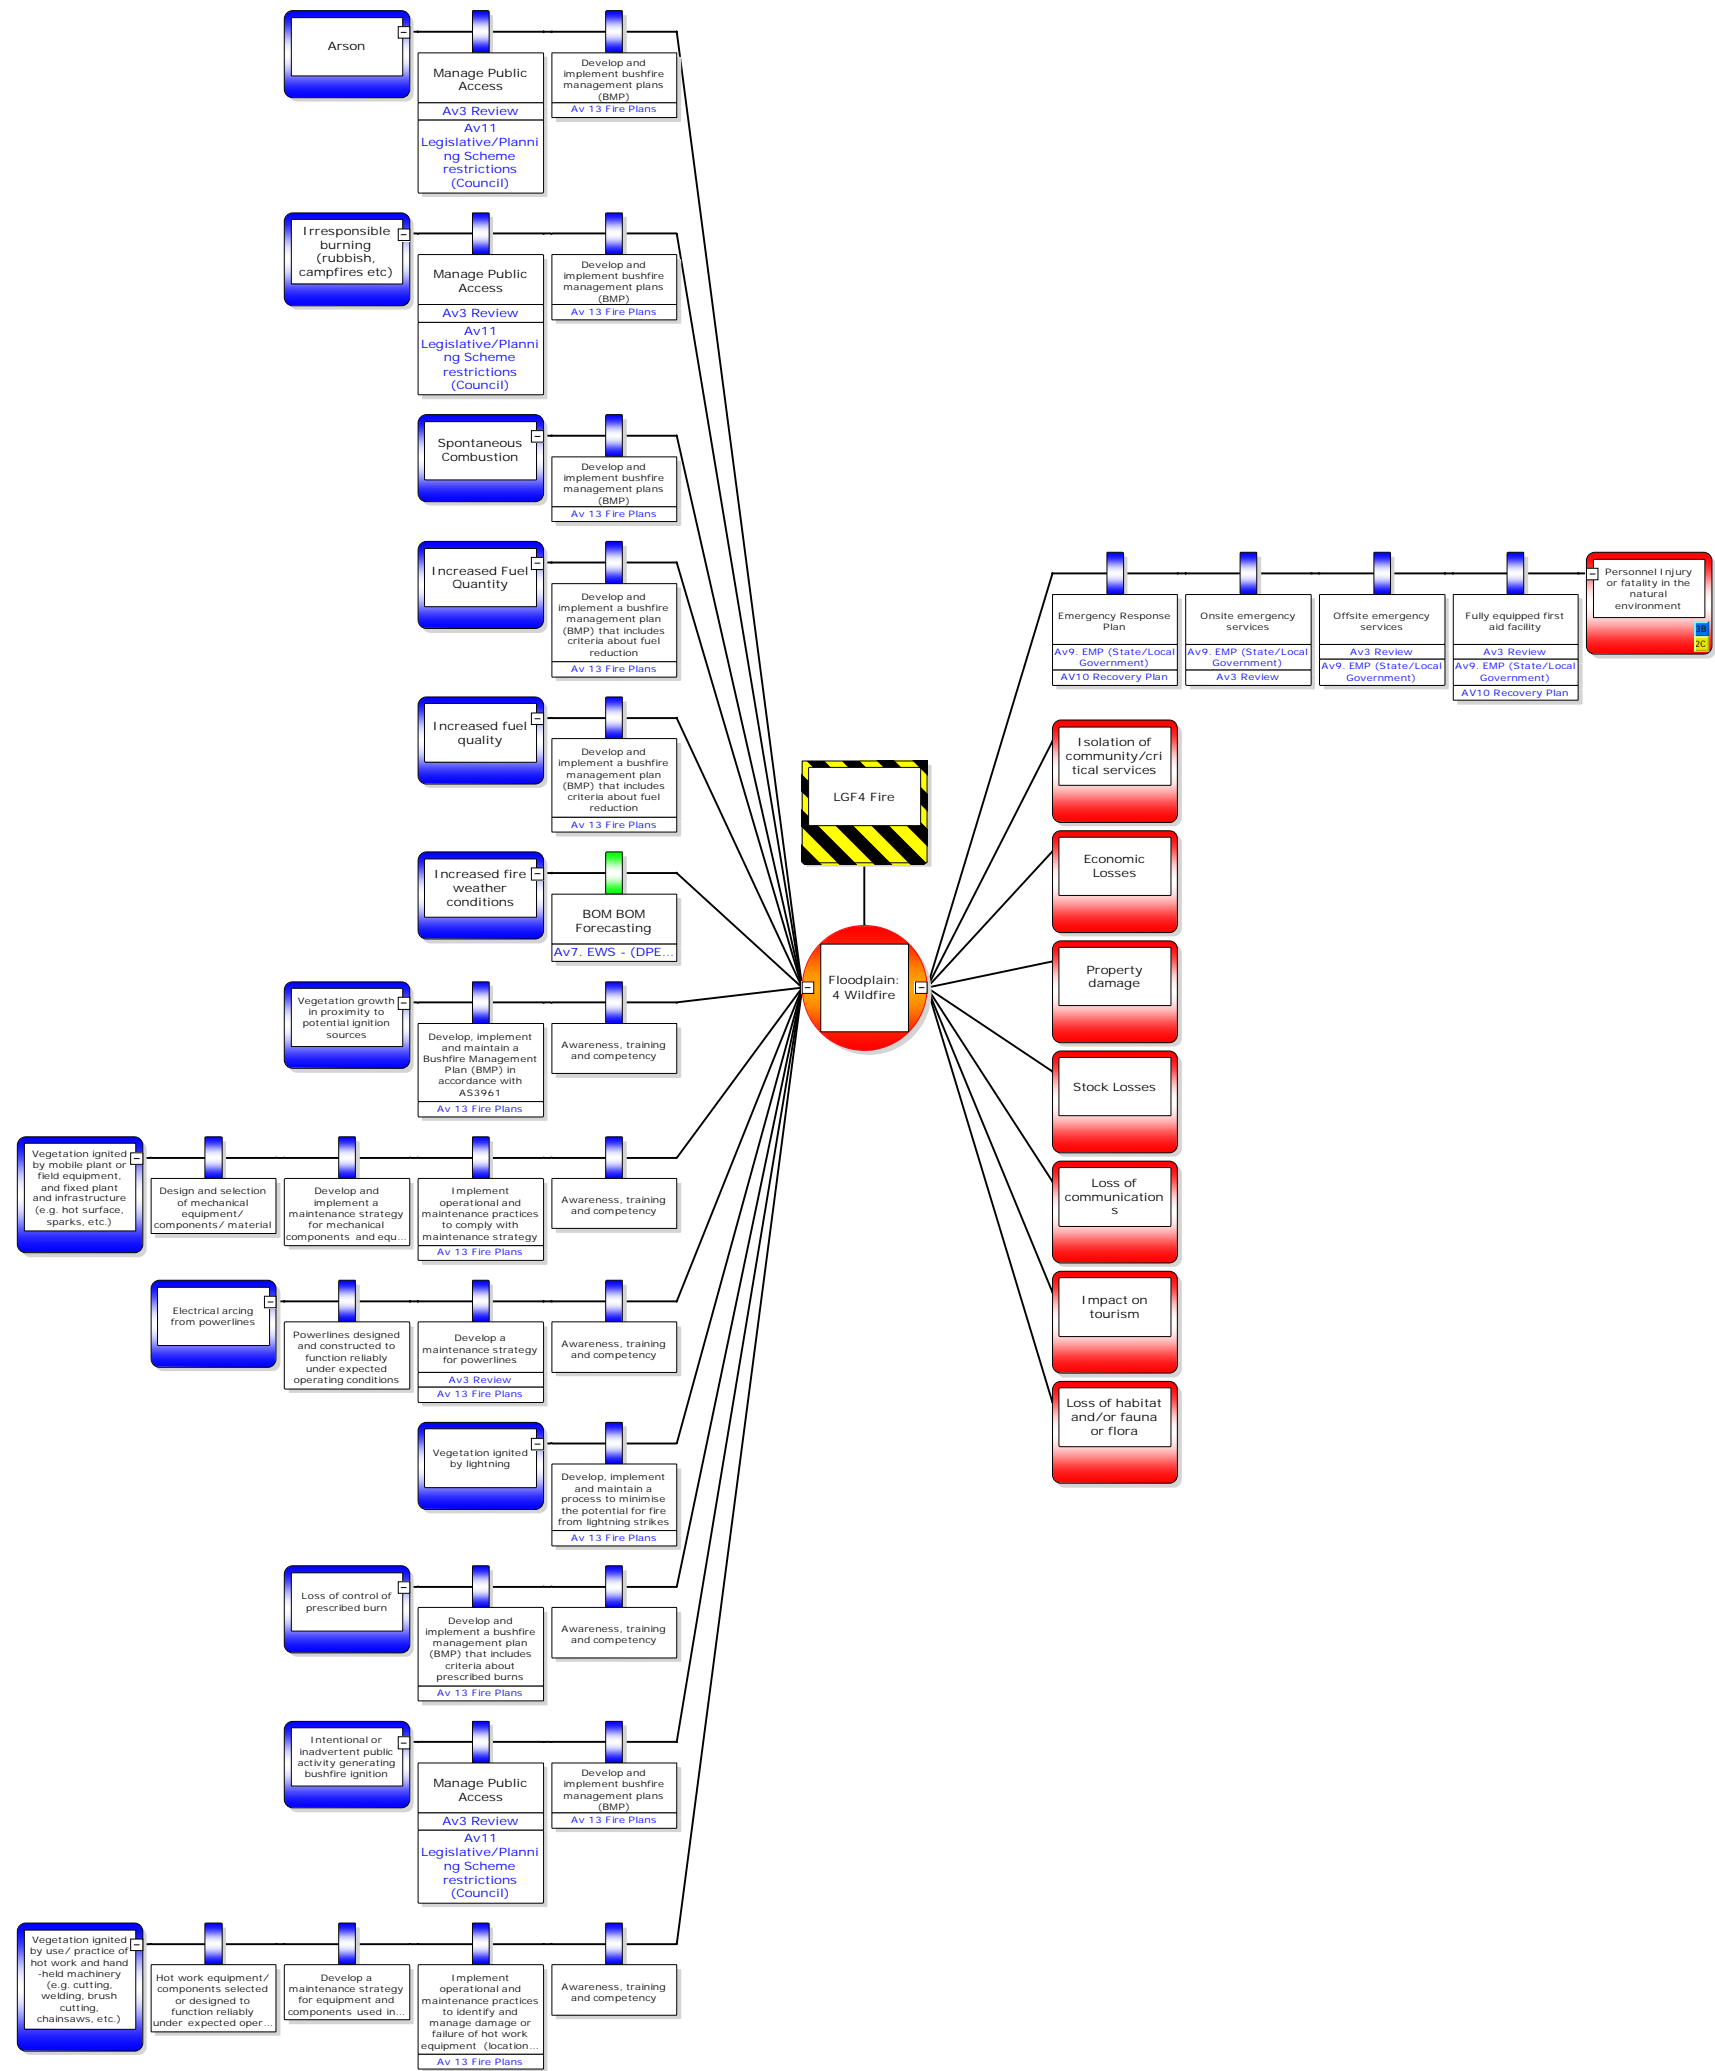 Arson
Manage Public
Access
Av3 Review
Av11
Legislative/Planni
ng Scheme
restrictions
(Council)
Develop and
implement bushfire
management plans
(BMP)
Av 13 Fire Plans
Irresponsible
burning
(rubbish,
campfires etc)
Manage Public
Access
Av3 Review
Av11
Legislative/Planni
ng Scheme
restrictions
(Council)
Develop and
implement bushfire
management plans
(BMP)
Av 13 Fire Plans
Spontaneous
Combustion
Develop and
implement bushfire
management plans
(BMP)
Av 13 Fire Plans
Increased Fuel
Quantity
Develop and
implement a bushfire
management plan
(BMP) that includes
criteria about fuel
reduction
Av 13 Fire Plans
Increased fuel
quality
Develop and
implement a bushfire
management plan
(BMP) that includes
criteria about fuel
reduction
Av 13 Fire Plans
Increased fire
weather
conditions
BOM BOM
Forecasting
Av7. EWS - (DPE...
Vegetation growth
in proximity to
potential ignition
sources
Develop, implement
and maintain a
Bushfire Management
Plan (BMP) in
accordance with
AS3961
Av 13 Fire Plans
Awareness, training
and competency
Vegetation ignited
by mobile plant or
field equipment,
and fixed plant
and infrastructure
(e.g. hot surface,
sparks, etc.)
Design and selection
of mechanical
equipment/
components/ material
Develop and
implement a
maintenance strategy
for mechanical
components and equ...
Implement
operational and
maintenance practices
to comply with
maintenance strategy
Av 13 Fire Plans
Awareness, training
and competency
Electrical arcing
from powerlines
Powerlines designed
and constructed to
function reliably
under expected
operating conditions
Develop a
maintenance strategy
for powerlines
Av3 Review
Av 13 Fire Plans
Awareness, training
and competency
Vegetation ignited
by lightning
Develop, implement
and maintain a
process to minimise
the potential for fire
from lightning strikes
Av 13 Fire Plans
Loss of control of
prescribed burn
Develop and
implement a bushfire
management plan
(BMP) that includes
criteria about
prescribed burns
Av 13 Fire Plans
Awareness, training
and competency
Intentional or
inadvertent public
activity generating
bushfire ignition
Manage Public
Access
Av3 Review
Av11
Legislative/Planni
ng Scheme
restrictions
(Council)
Develop and
implement bushfire
management plans
(BMP)
Av 13 Fire Plans
Vegetation ignited
by use/ practice of
hot work and hand
-held machinery
(e.g. cutting,
welding, brush
cutting,
chainsaws, etc.)
Hot work equipment/
components selected
or designed to
function reliably
under expected oper...
Develop a
maintenance strategy
for equipment and
components used in...
Implement
operational and
maintenance practices
to identify and
manage damage or
failure of hot work
equipment (location...
Av 13 Fire Plans
Awareness, training
and competency
LGF4 Fire
Floodplain:
4 Wildfire
Emergency Response
Plan
Av9. EMP (State/Local
Government)
AV10 Recovery Plan
Onsite emergency
services
Av9. EMP (State/Local
Government)
Av3 Review
Offsite emergency
services
Av3 Review
Av9. EMP (State/Local
Government)
Fully equipped first
aid facility
Av3 Review
Av9. EMP (State/Local
Government)
AV10 Recovery Plan
Personnel Injury
or fatality in the
natural
environment
3B
2C
Isolation of
community/cri
tical services
Economic
Losses
Property
damage
Stock Losses
Loss of
communication
s
Impact on
tourism
Loss of habitat
and/or fauna
or flora